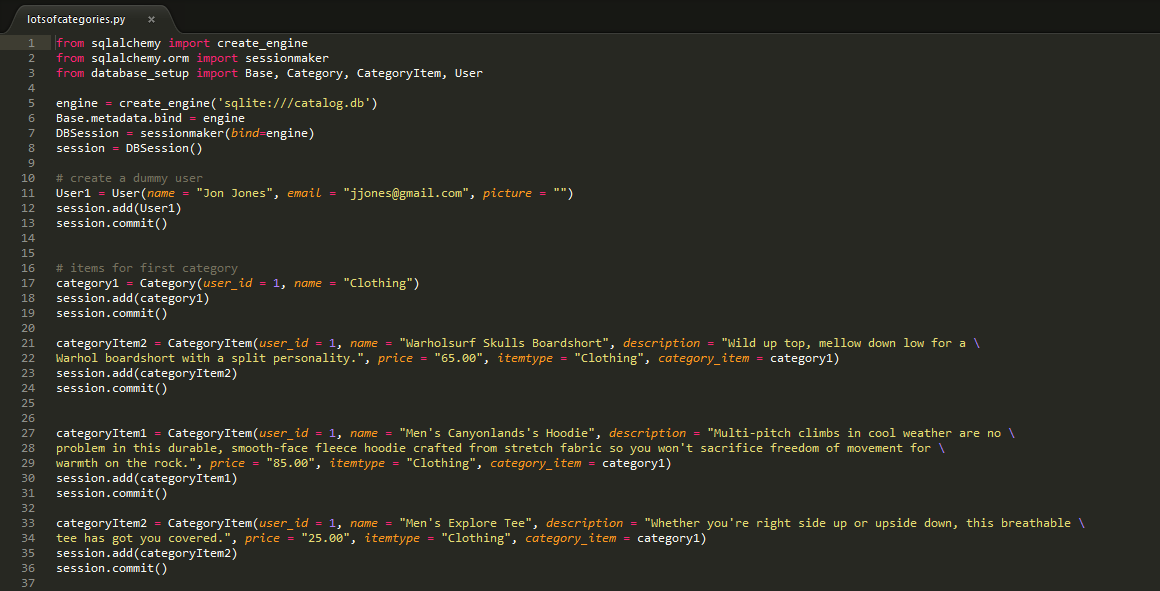 lotsofcategories.py ×
1 from sqlalchemy import create_engine
2 from sqlalchemy.orm import sessionmaker
3 from database_setup import Base, Category, CategoryItem, User
4
5 engine = create_engine('sqlite:///catalog.db')
6 Base.metadata.bind = engine
7 DBSession = sessionmaker(bind=engine)
8 session = DBSession()
9
10 # create a dummy user
11 User1 = User(name = "Jon Jones", email = "jjones@gmail.com", picture = "")
12 session.add(User1)
13 session.commit()
14
15
16 # items for first category
17 category1 = Category(user_id = 1, name = "Clothing")
18 session.add(category1)
19 session.commit()
20
21 categoryItem2 = CategoryItem(user_id = 1, name = "Warholsurf Skulls Boardshort", description = "Wild up top, mellow down low for a \
22 Warhol boardshort with a split personality.", price = "65.00", itemtype = "Clothing", category_item = category1)
23 session.add(categoryItem2)
24 session.commit()
25
26
27 categoryItem1 = CategoryItem(user_id = 1, name = "Men's Canyonlands's Hoodie", description = "Multi-pitch climbs in cool weather are no \
28 problem in this durable, smooth-face fleece hoodie crafted from stretch fabric so you won't sacrifice freedom of movement for \
29 warmth on the rock.", price = "85.00", itemtype = "Clothing", category_item = category1)
30 session.add(categoryItem1)
31 session.commit()
32
33 categoryItem2 = CategoryItem(user_id = 1, name = "Men's Explore Tee", description = "Whether you're right side up or upside down, this breathable \
34 tee has got you covered.", price = "25.00", itemtype = "Clothing", category_item = category1)
35 session.add(categoryItem2)
36 session.commit()
37